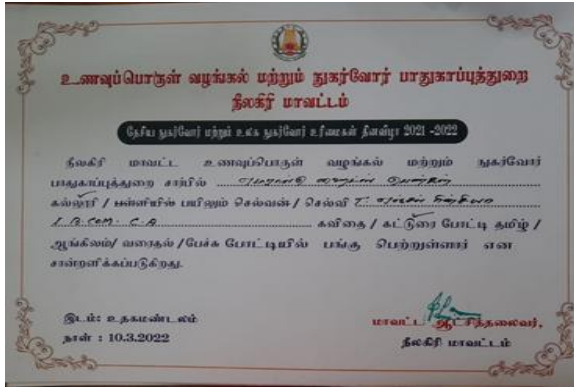 உணவுப்பொருள் வழங்கல் மற்றும் நுகர்வோர் பாதுகாப்புத்துறை
நீலகிரி மாவட்டம்
தேசிய நுகர்வோர் மற்றும் உலக நுகர்வோர் உரிமைகள் தினவிழா 2021 -2022
நீலகிரி மாவட்ட உணவுப்பொருள் வழங்கல் மற்றும் நுகர்வோர்
பாதுகாப்புத்துறை சார்பில்
கல்லூரி / பள்ளியில் பயிலும் செல்வன் / செல்வி T.
I B.COM. C.A கவிதை / கட்டுரை போட்டி தமிழ் /
ஆங்கிலம்/ வரைதல் /பேச்சு போட்டியில் பங்கு பெற்றுள்ளார் என
சான்றளிக்கப்படுகிறது.
இடம்: உதகமண்டலம்
நாள் : 10.3.2022
மாவட்ட ஆட்சித்தலைவர்,
நீலகிரி மாவட்டம்